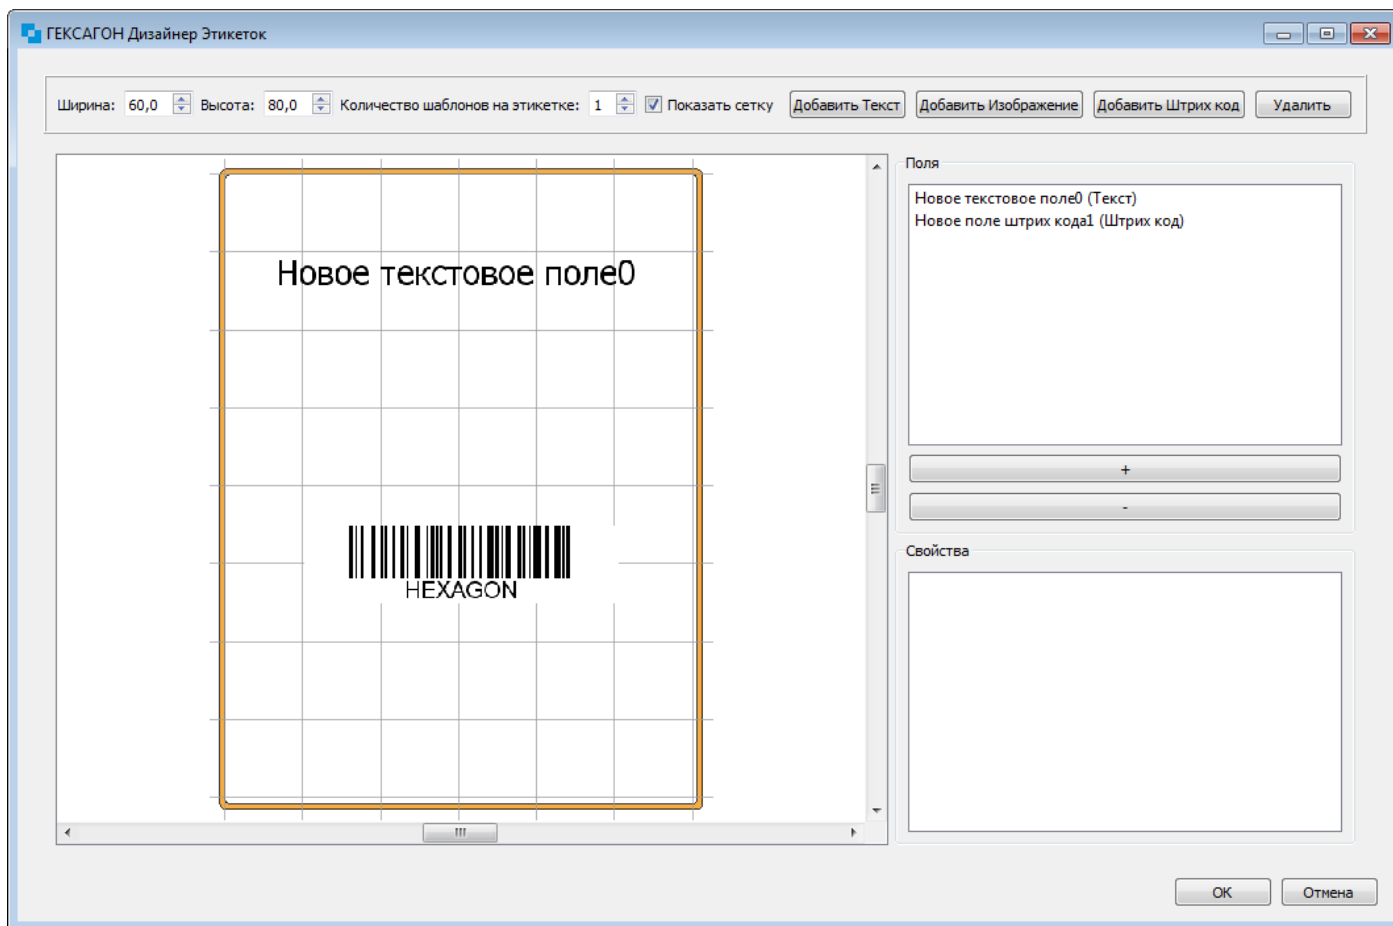 ГЕКСАГОН Дизайнер Этикеток
Ширина: 60,0 Высота: 80,0 Количество шаблонов на этикетке: 1 Показать сетку Добавить Текст Добавить Изображение Добавить Штрих код Удалить
Поля
Новое текстовое поле0 (Текст)
Новое поле штрих кода1 (Штрих код)
Новое текстовое поле0
+
-
Свойства
HEXAGON
OK Отмена